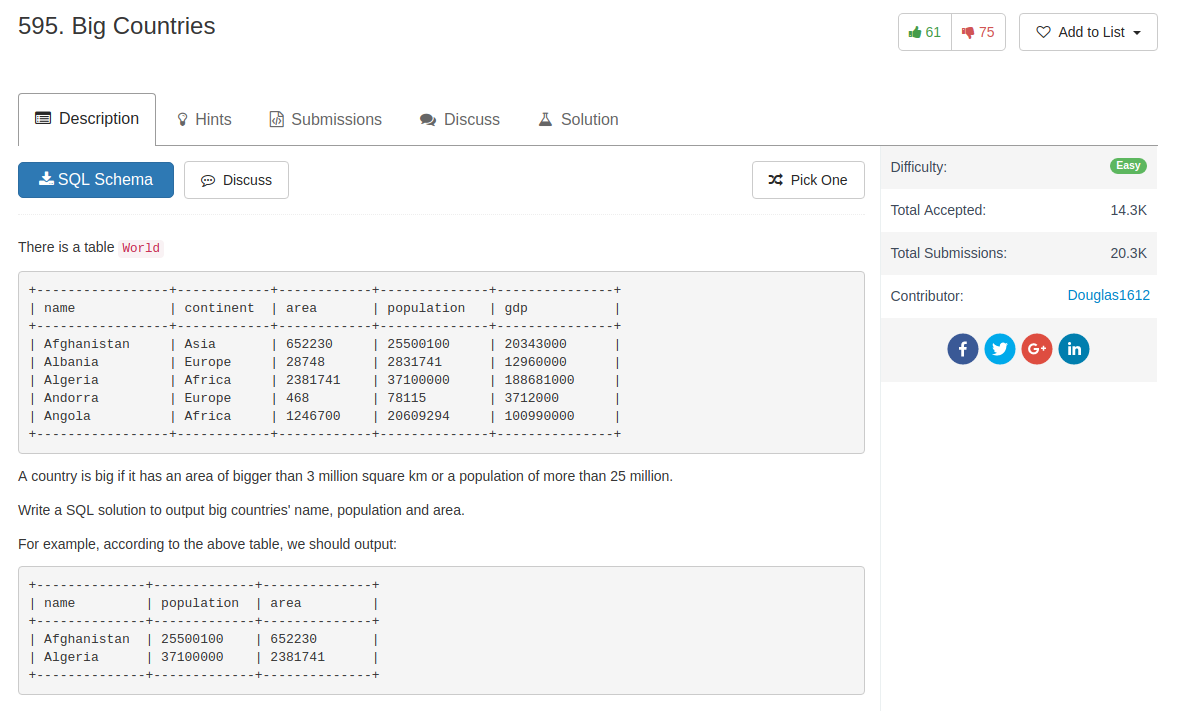 595. Big Countries
61 75 Add to List
Description Hints Submissions Discuss Solution
SQL Schema Discuss Pick One
There is a table World
+-----------------+------------+------------+--------------+---------------+
| name            | continent  | area       | population   | gdp           |
+-----------------+------------+------------+--------------+---------------+
| Afghanistan     | Asia       | 652230     | 25500100     | 20343000      |
| Albania         | Europe     | 28748      | 2831741      | 12960000      |
| Algeria         | Africa     | 2381741    | 37100000     | 188681000     |
| Andorra         | Europe     | 468        | 78115        | 3712000       |
| Angola          | Africa     | 1246700    | 20609294     | 100990000     |
+-----------------+------------+------------+--------------+---------------+
A country is big if it has an area of bigger than 3 million square km or a population of more than 25 million.
Write a SQL solution to output big countries' name, population and area.
For example, according to the above table, we should output:
+--------------+-------------+--------------+
| name         | population  | area         |
+--------------+-------------+--------------+
| Afghanistan  | 25500100    | 652230       |
| Algeria      | 37100000    | 2381741      |
+--------------+-------------+--------------+
Difficulty: Easy
Total Accepted: 14.3K
Total Submissions: 20.3K
Contributor: Douglas1612
f G+ in